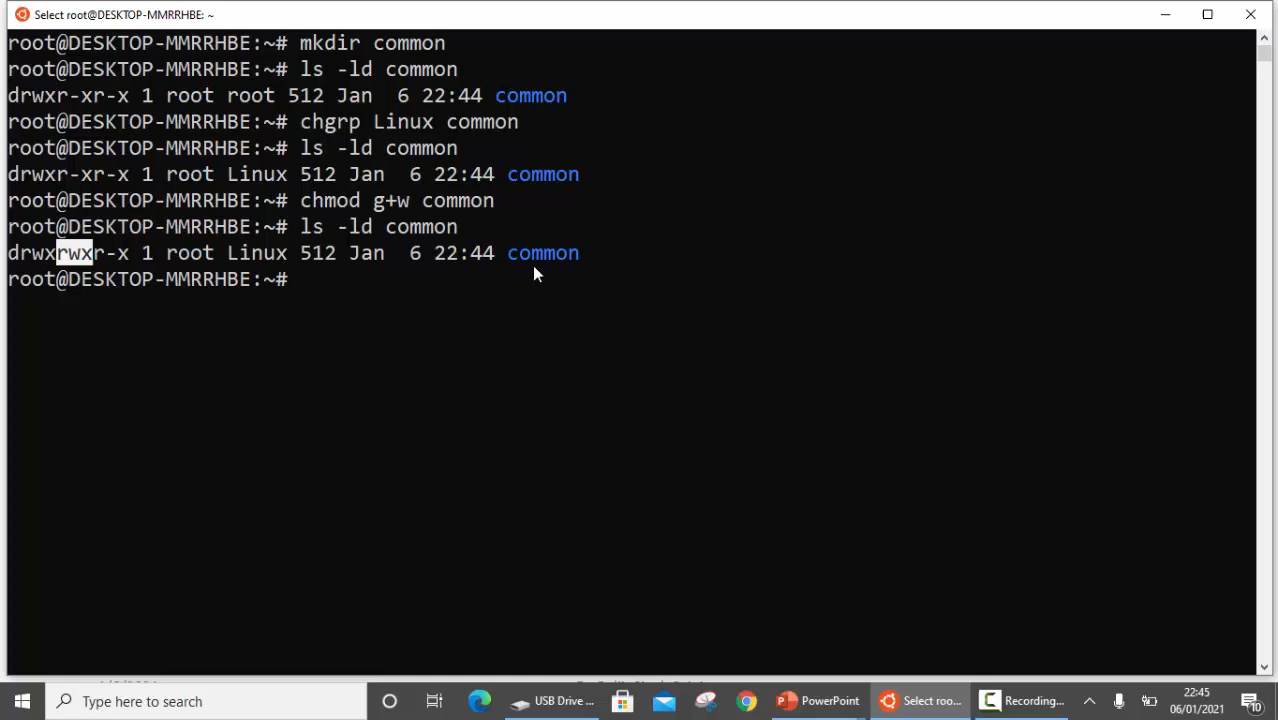 Select root@DESKTOP-MMRRHBE: ~
root@DESKTOP-MMRRHBE:~# mkdir common
root@DESKTOP-MMRRHBE:~# ls -ld common
drwxr-xr-x 1 root root 512 Jan  6 22:44 common
root@DESKTOP-MMRRHBE:~# chgrp Linux common
root@DESKTOP-MMRRHBE:~# ls -ld common
drwxr-xr-x 1 root Linux 512 Jan  6 22:44 common
root@DESKTOP-MMRRHBE:~# chmod g+w common
root@DESKTOP-MMRRHBE:~# ls -ld common
drwxrwxr-x 1 root Linux 512 Jan  6 22:44 common
root@DESKTOP-MMRRHBE:~#
Type here to search
USB Drive ...
PowerPoint
Select roo...
Recording...
22:45
06/01/2021
10